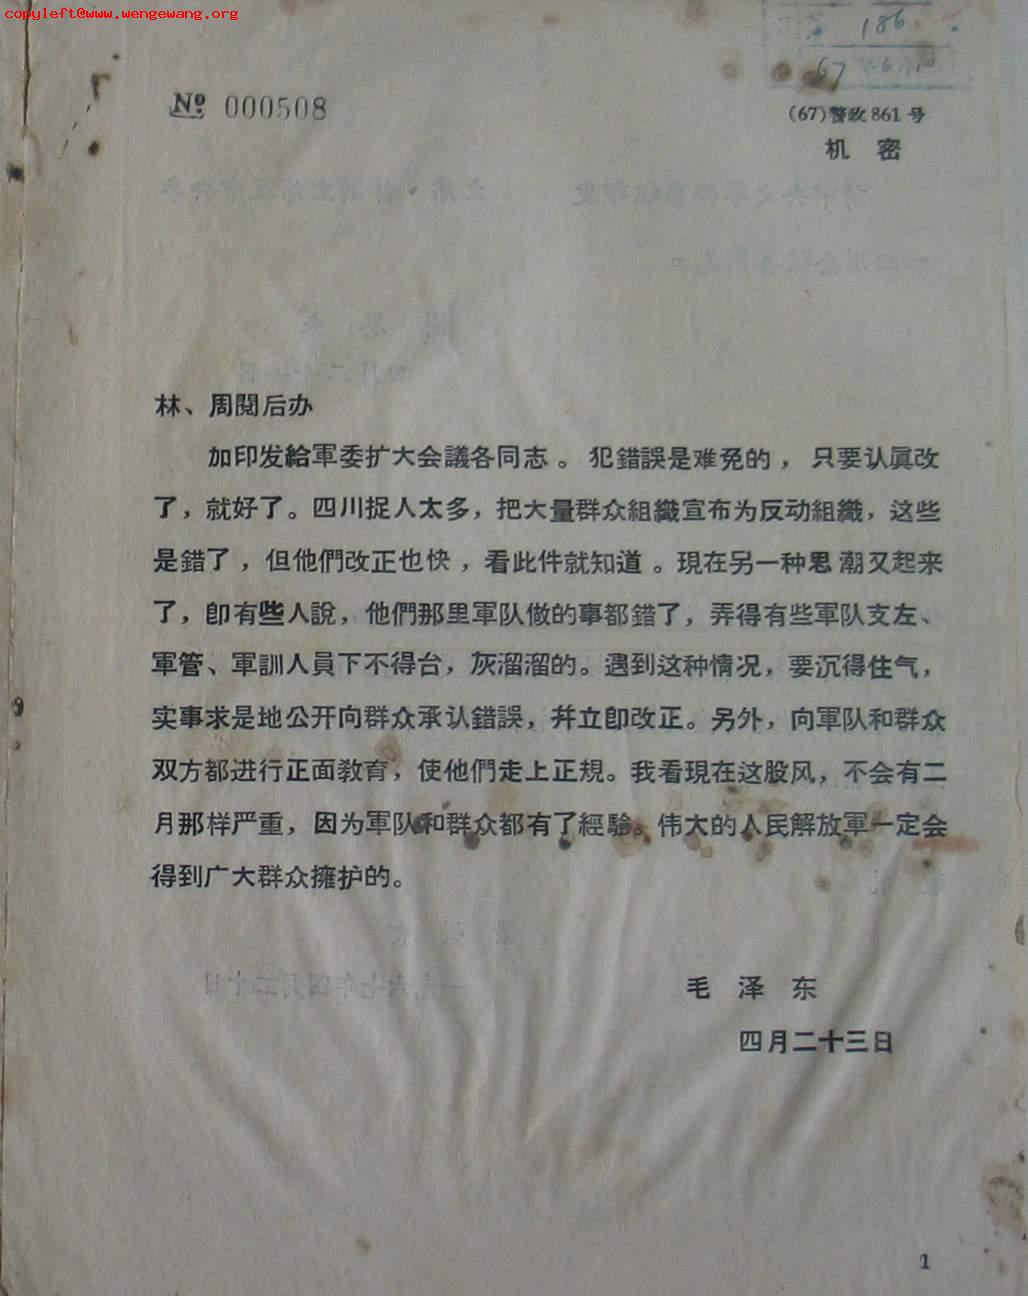 copyleft@www.wengewang.org
186
67
№ 000508
(67)警政861号
机 密
林、周閱后办
加印发給軍委扩大会議各同志。犯錯誤是难免的，只要认眞改
了，就好了。四川捉人太多，把大量群众組織宣布为反动組織，这些
是錯了，但他們改正也快，看此件就知道。現在另一种思潮又起来
了，卽有些人說，他們那里軍队做的事都錯了，弄得有些軍队支左、
軍管、軍訓人員下不得台，灰溜溜的。遇到这种情况，要沉得住气，
实事求是地公开向群众承认錯誤，幷立卽改正。另外，向軍队和群众
双方都进行正面敎育，使他們走上正規。我看現在这股风，不会有二
月那样严重，因为軍队和群众都有了經驗。伟大的人民解放軍一定会
得到广大群众擁护的。
毛 泽 东
四月二十三日
1